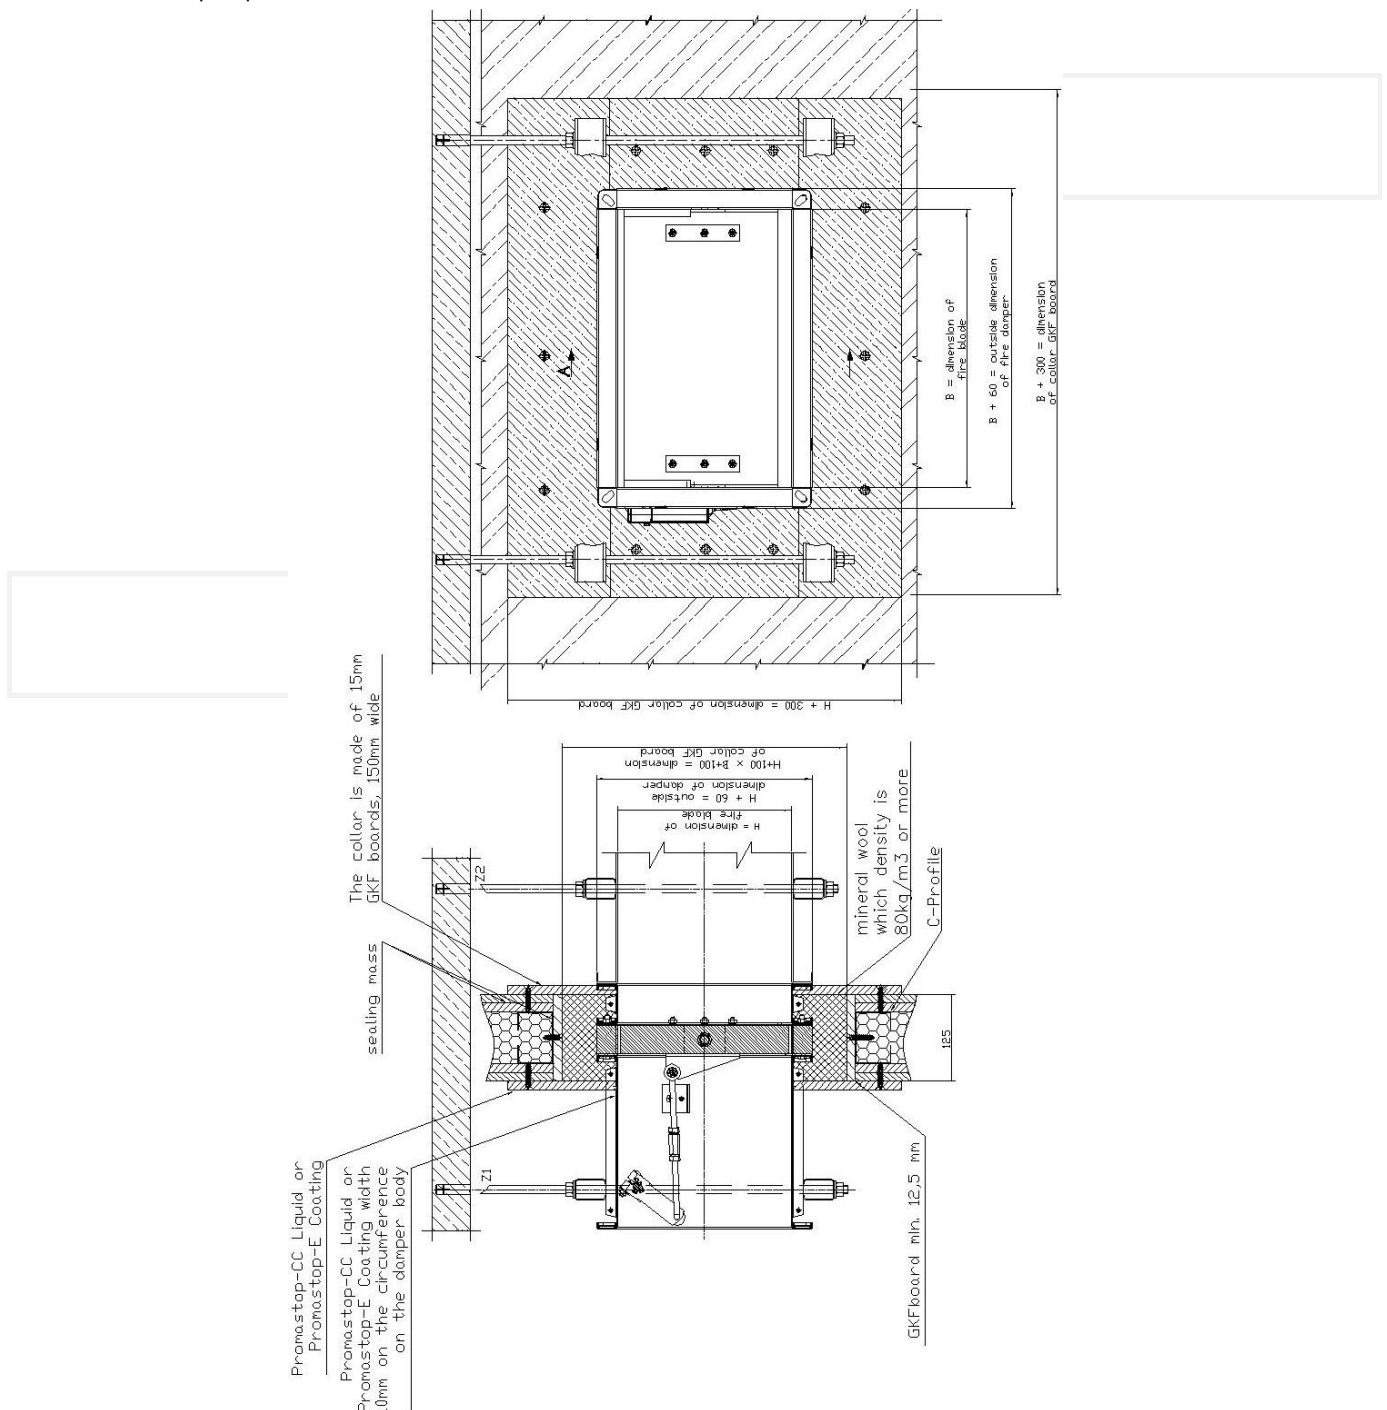 A
B = dimension of
fire blade
B + 60 = outside dimension
of fire damper
B + 300 = dimension
of collar GKF board
H + 300 = dimension of collar GKF board
The collar is made of 15mm
GKF boards, 150mm wide
sealing mass
Promastop-CC Liquid or
Promastop-E Coating
Promastop-CC Liquid or
Promastop-E Coating width
0mm on the circumference
on the damper body
H+100 x B+100 = dimension
of collar GKF board
H + 60 = outside
dimension of damper
H = dimension of
fire blade
Z2
Z1
mineral wool
which density is
80kg/m3 or more
C-Profile
125
GKFboard min. 12,5 mm